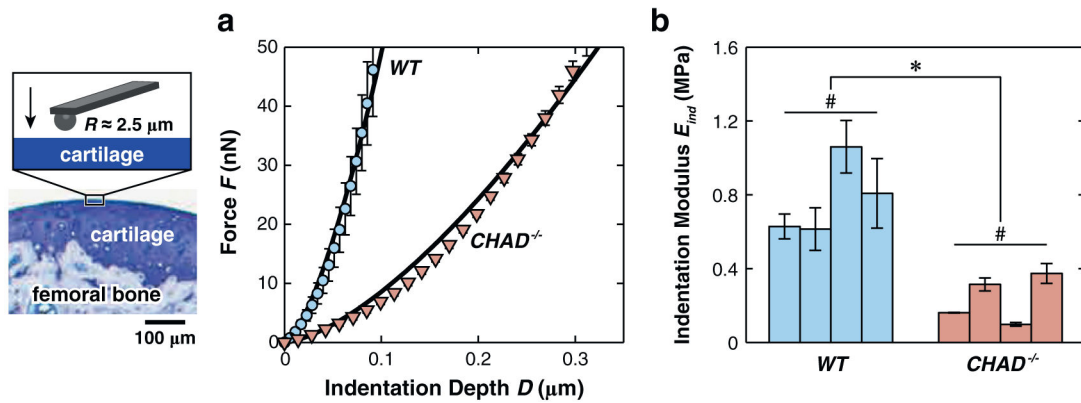 a
b
R ≈ 2.5 μm
cartilage
cartilage
femoral bone
100 μm
Force F (nN)
50
40
30
20
10
0
WT
CHAD⁻/⁻
0
0.1
0.2
0.3
Indentation Depth D (μm)
Indentation Modulus Eind (MPa)
1.6
1.2
0.8
0.4
0
#
*
#
WT
CHAD⁻/⁻